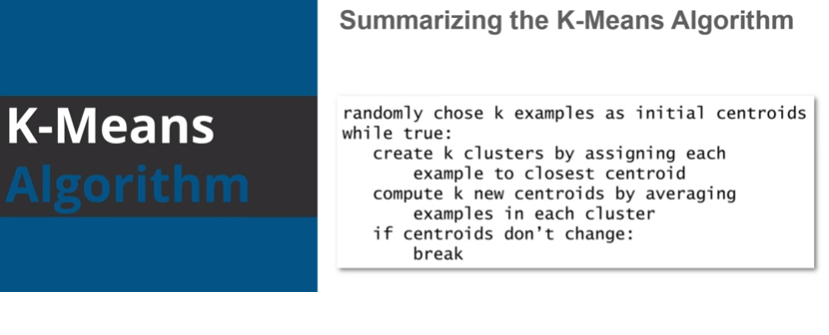 K-Means
Algorithm
Summarizing the K-Means Algorithm
randomly chose k examples as initial centroids
while true:
create k clusters by assigning each
example to closest centroid
compute k new centroids by averaging
examples in each cluster
if centroids don't change:
break